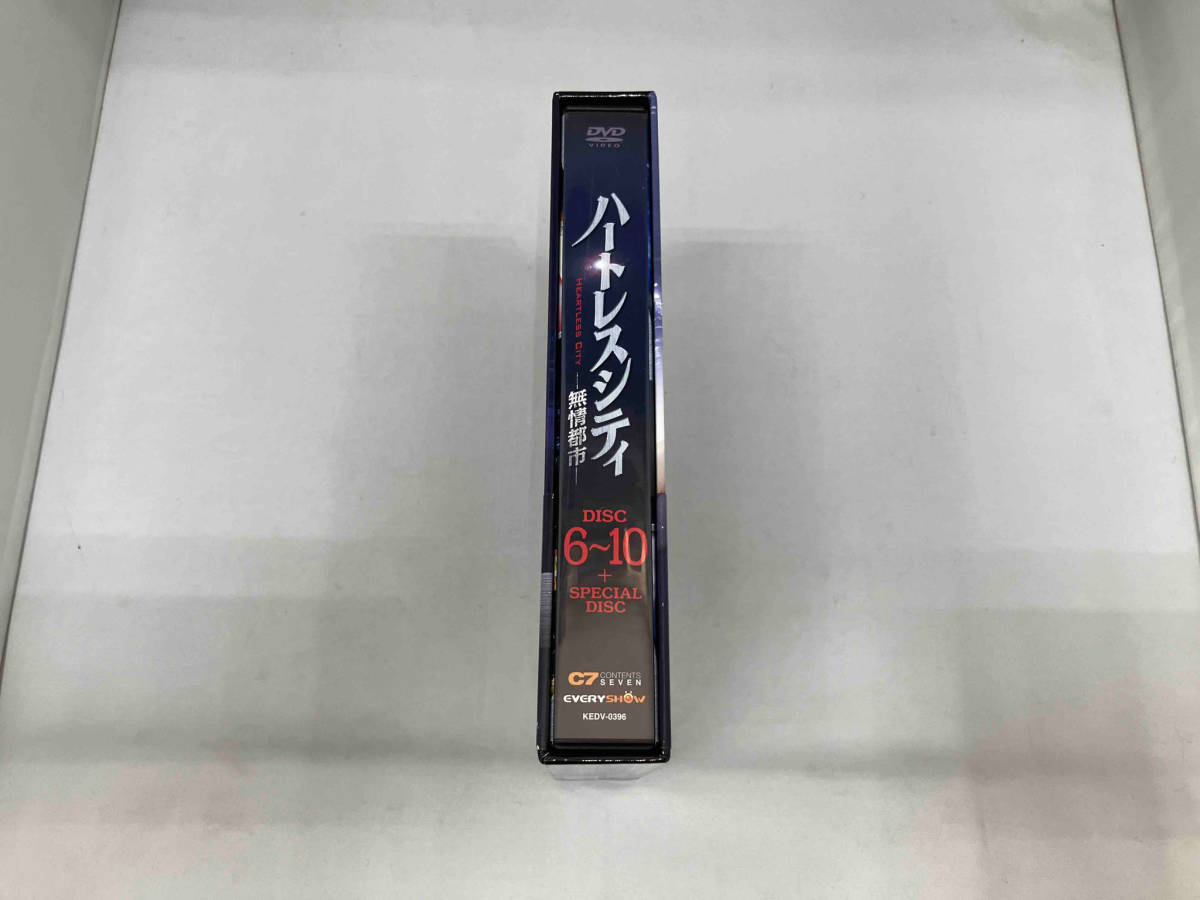 DVD
VIDEO
ハートレスシティ
HEARTLESS CITY
―無情都市―
DISC
6~10
+
SPECIAL
DISC
C7 CONTENTS
SEVEN
EVERYSHOW
KEDV-0396